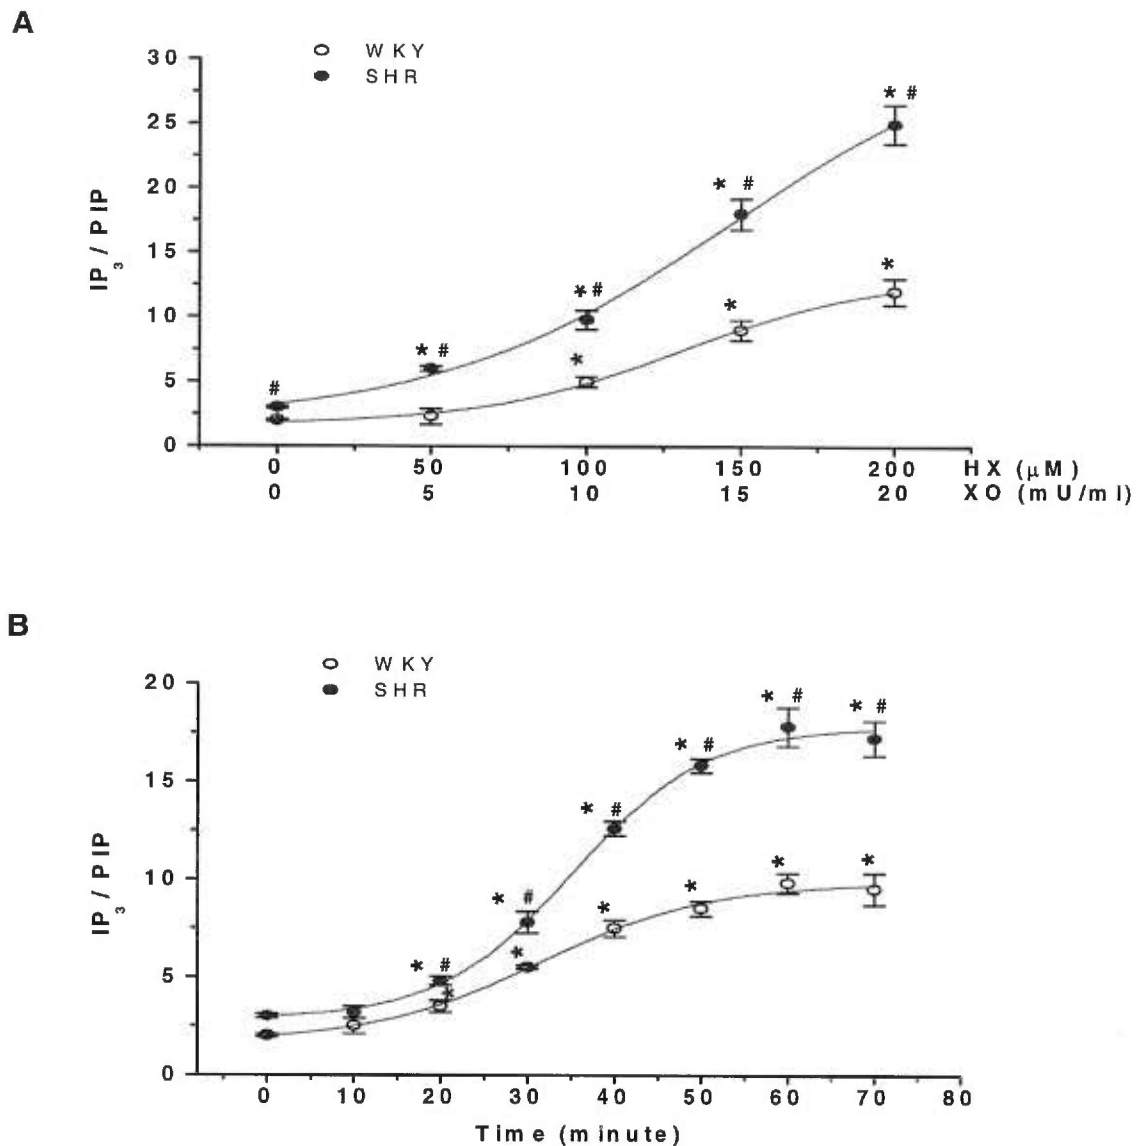 A
WKY
SHR
30
25
20
15
10
5
0
IP3 / PIP
* #
* #
*
*#
*
* #
*
#
0 50 100 150 200 HX (μM)
0 5 10 15 20 XO (mU/ml)
B
WKY
SHR
20
15
10
5
0
IP3 / PIP
* #
* #
* #
* #
*
*
*
* #
*
* #
*
*
0 10 20 30 40 50 60 70 80
Time (minute)